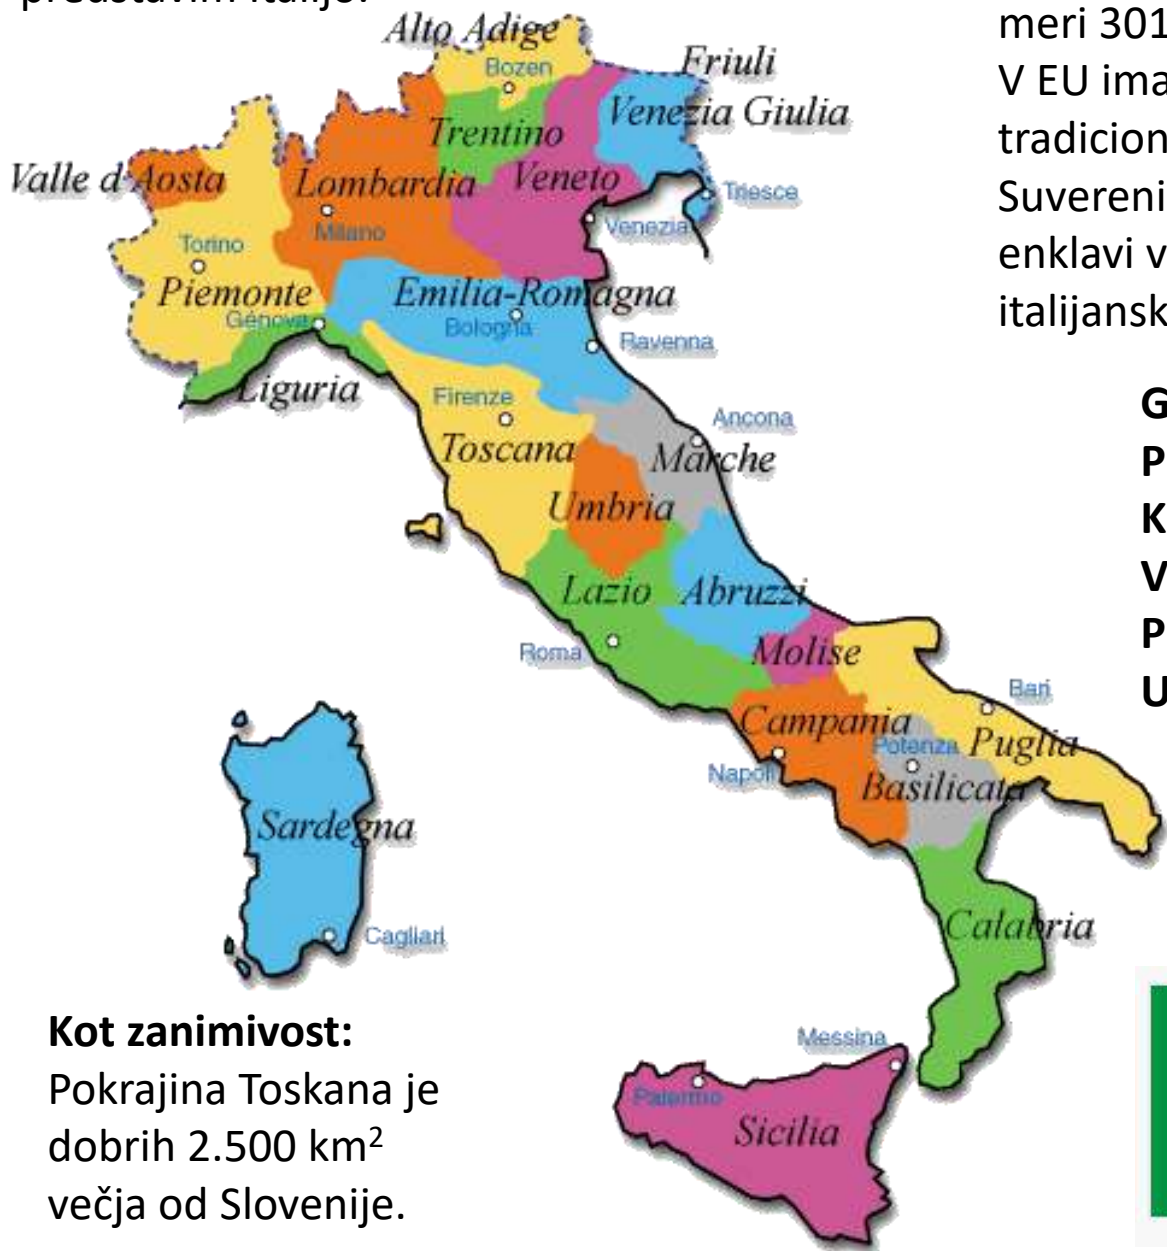 predstavim Italijo.
meri 301
V EU ima
tradicion
Suvereni
enklavi v
italijansk
G
P
K
V
P
U
Alto Adige
Bozen
Friuli
Venezia Giulia
Trentino
Valle d'Aosta
Lombardia
Veneto
Triesce
Milano
Venezia
Torino
Piemonte
Emilia-Romagna
Génova
Bologna
Ravenna
Liguria
Firenze
Ancona
Toscana
Marche
Umbria
Lazio
Abruzzi
Roma
Molise
Bari
Campania
Potenza
Puglia
Napoli
Basilicata
Sardegna
Cagliari
Calabria
Messina
Palermo
Sicilia
Kot zanimivost:
Pokrajina Toskana je
dobrih 2.500 km²
večja od Slovenije.